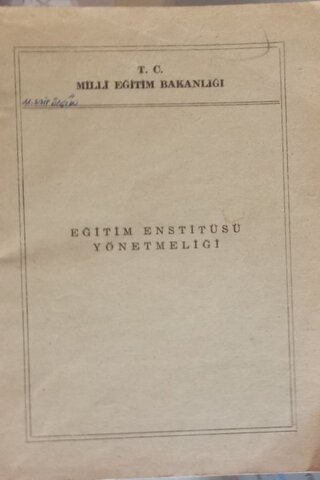 T. C.
MİLLİ EĞİTİM BAKANLIĞI
EĞİTİM ENSTİTÜSÜ
YÖNETMELİĞİ